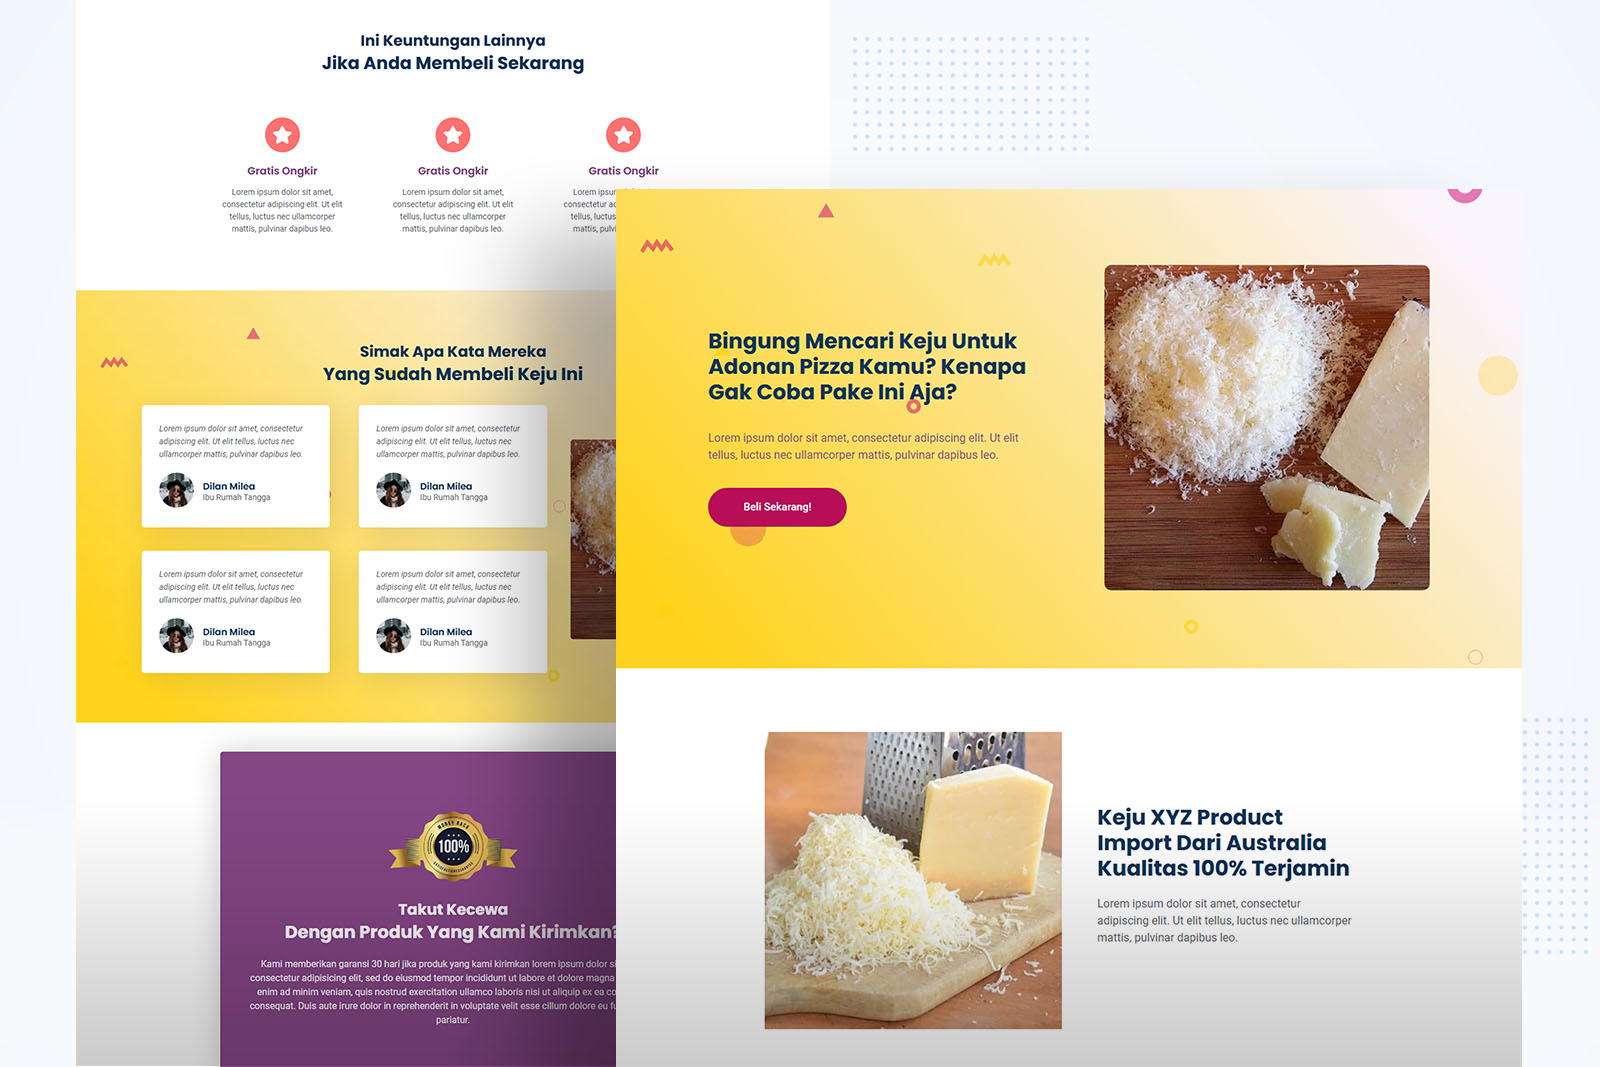 Ini Keuntungan Lainnya
Jika Anda Membeli Sekarang
Gratis Ongkir
Lorem ipsum dolor sit amet,
consectetur adipiscing elit. Ut elit
tellus, luctus nec ullamcorper
mattis, pulvinar dapibus leo.
Gratis Ongkir
Lorem ipsum dolor sit amet,
consectetur adipiscing elit. Ut elit
tellus, luctus nec ullamcorper
mattis, pulvinar dapibus leo.
Gratis Ongkir
Lorem
consectetur
tellus, luctus
mattis,
Simak Apa Kata Mereka
Yang Sudah Membeli Keju Ini
Lorem ipsum dolor sit amet, consectetur
adipiscing elit. Ut elit tellus, luctus nec
ullamcorper mattis, pulvinar dapibus leo.
Dilan Milea
Ibu Rumah Tangga
Lorem ipsum dolor sit amet, consectetur
adipiscing elit. Ut elit tellus, luctus nec
ullamcorper mattis, pulvinar dapibus leo.
Dilan Milea
Ibu Rumah Tangga
Lorem ipsum dolor sit amet, consectetur
adipiscing elit. Ut elit tellus, luctus nec
ullamcorper mattis, pulvinar dapibus leo.
Dilan Milea
Ibu Rumah Tangga
Lorem ipsum dolor sit amet, consectetur
adipiscing elit. Ut elit tellus, luctus nec
ullamcorper mattis, pulvinar dapibus leo.
Dilan Milea
Ibu Rumah Tangga
MONEY BACK
100%
Takut Kecewa
Dengan Produk Yang Kami Kirimkan?
Kami memberikan garansi 30 hari jika produk yang kami kirimkan lorem ipsum dolor
consectetur adipisicing elit, sed do eiusmod tempor incididunt ut labore et dolore magna
enim ad minim veniam, quis nostrud exercitation ullamco laboris nisi ut aliquip ex ea
consequat. Duis aute irure dolor in reprehenderit in voluptate velit esse cillum dolore eu
pariatur.
Bingung Mencari Keju Untuk
Adonan Pizza Kamu? Kenapa
Gak Coba Pake Ini Aja?
Lorem ipsum dolor sit amet, consectetur adipiscing elit. Ut elit
tellus, luctus nec ullamcorper mattis, pulvinar dapibus leo.
Beli Sekarang!
Keju XYZ Product
Import Dari Australia
Kualitas 100% Terjamin
Lorem ipsum dolor sit amet, consectetur
adipiscing elit. Ut elit tellus, luctus nec ullamcorper
mattis, pulvinar dapibus leo.